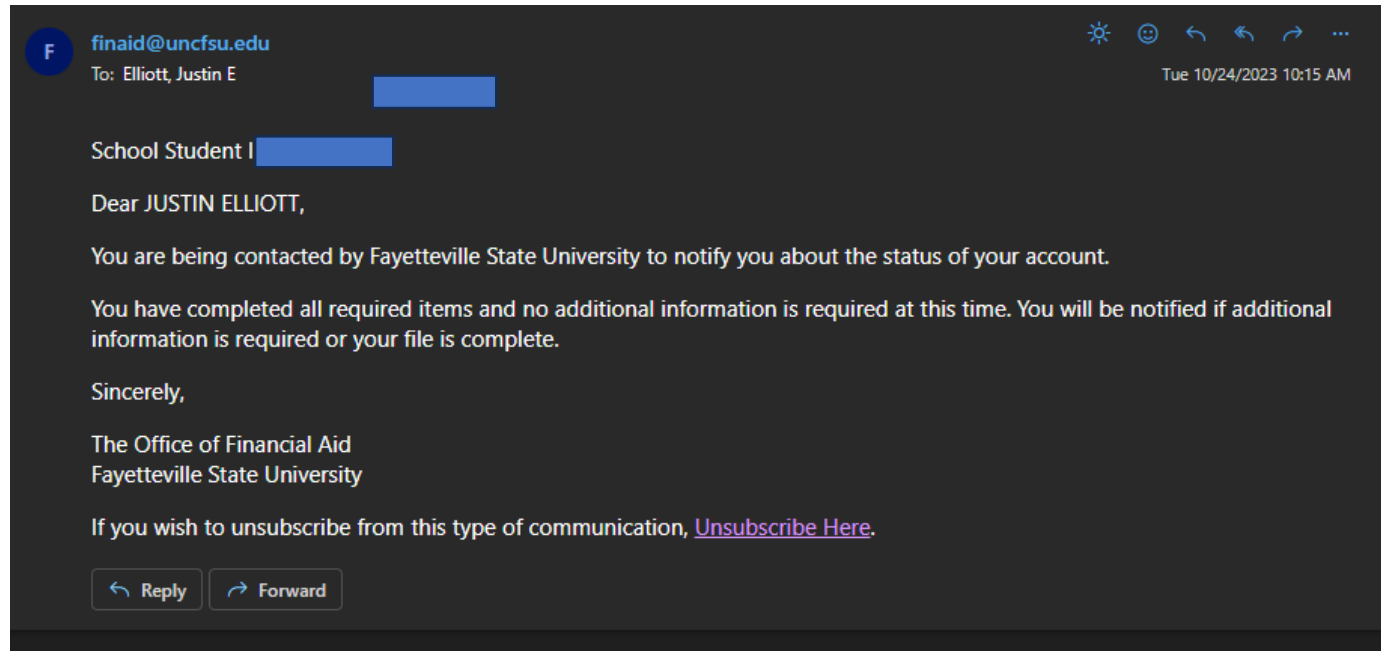 F
finaid@uncfsu.edu
To: Elliott, Justin E
Tue 10/24/2023 10:15 AM
School Student I
Dear JUSTIN ELLIOTT,
You are being contacted by Fayetteville State University to notify you about the status of your account.
You have completed all required items and no additional information is required at this time. You will be notified if additional
information is required or your file is complete.
Sincerely,
The Office of Financial Aid
Fayetteville State University
If you wish to unsubscribe from this type of communication, Unsubscribe Here.
Reply
Forward